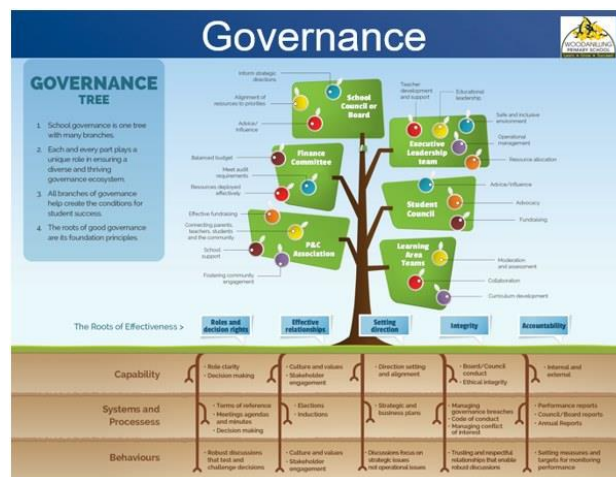 Governance
WOODANILLING
PRIMARY SCHOOL
GOVERNANCE
TREE
1. School governance is one tree
with many branches.
2. Each and every part plays a
unique role in ensuring a
diverse and thriving
governance ecosystem.
3. All branches of governance
help create the conditions for
student success.
4. The roots of good governance
are its foundation principles.
Inform strategic
directions
Alignment of
resources to priorities
Advice/
Influence
School
Council or
Board
Teacher
development
and support
Educational
leadership
Safe and inclusive
environment
Operational
management
Resource allocation
Executive
Leadership
team
Balanced budget
Meet audit
requirements
Resources deployed
effectively
Finance
Committee
Advice/influence
Advocacy
Fundraising
Student
Council
Effective fundraising
Connecting parents,
teachers, students
and the community
School
support
Fostering community
engagement
P&C
Association
Learning
Area
Teams
Moderation
and assessment
Collaboration
Curriculum development
The Roots of Effectiveness >
Roles and
decision rights
Effective
relationships
Setting
direction
Integrity
Accountability
Capability
• Role clarity
• Decision making
• Culture and values
• Stakeholder
engagement
• Direction setting
and alignment
• Board/Council
conduct
• Ethical integrity
• Internal and
external
Systems and
Processess
• Terms of reference
• Meetings agendas
and minutes
• Decision making
• Elections
• Inductions
• Strategic and
business plans
• Managing
governance breaches
• Code of conduct
• Managing conflict
of interest
• Performance reports
• Council/Board reports
• Annual Reports
Behaviours
• Robust discussions
that test and
challenge decisions
• Culture and values
• Stakeholder
engagement
• Discussions focus on
strategic issues
not operational issues
• Trusting and respectful
relationships that enable
robust discussions
• Setting measures and
targets for monitoring
performance